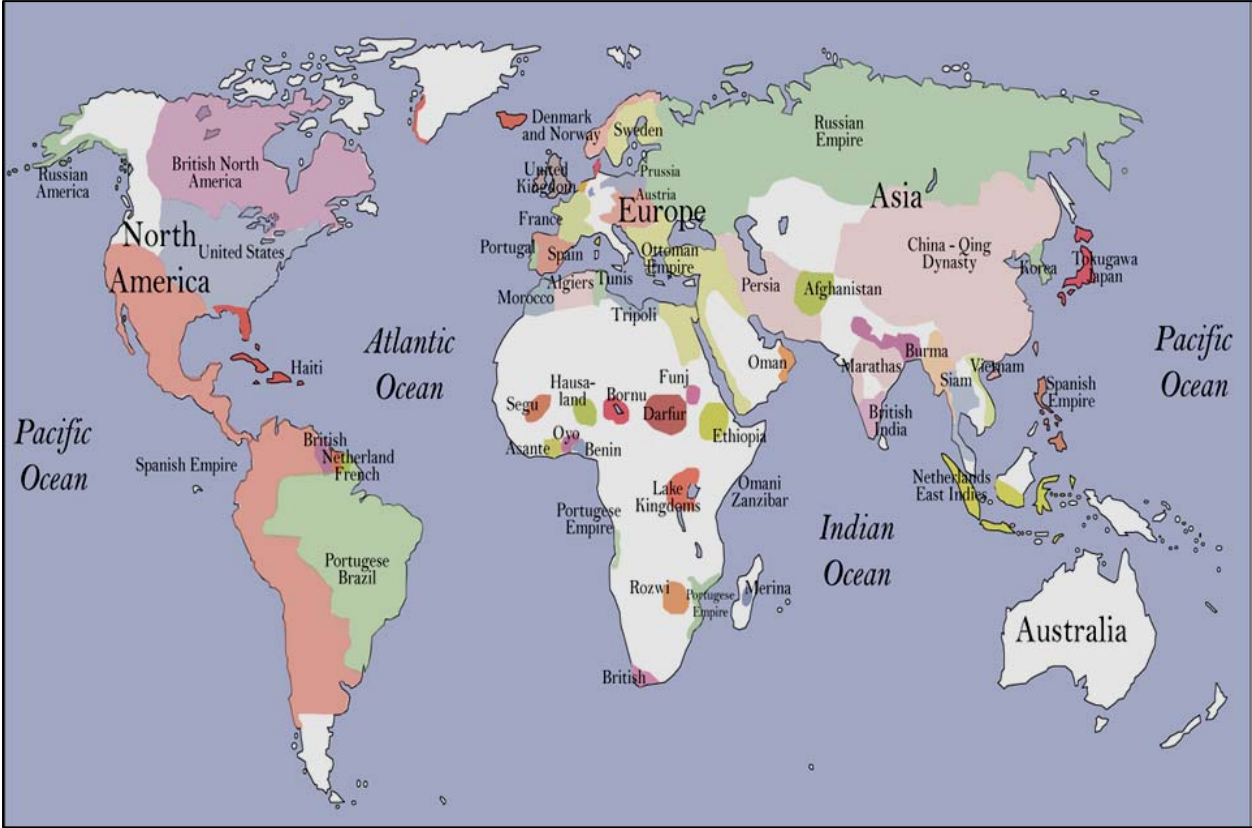 Denmark
and Norway
Sweden
Russian
Empire
Russian
America
British North
America
United
Kingdom
Prussia
Austria
Asia
North
America
United States
France
Europe
Portugal
Spain
Ottoman
Empire
China - Qing
Dynasty
Korea
Tokugawa
Japan
Algiers
Tunis
Morocco
Tripoli
Persia
Afghanistan
Atlantic
Ocean
Pacific
Ocean
Haiti
Oman
Marathas
Burma
Siam
Vietnam
Spanish
Empire
British
India
Segu
Hausa-
land
Bornu
Funj
Darfur
Ethiopia
Asante
Oyo
Benin
Pacific
Ocean
Spanish Empire
British
Netherland
French
Lake
Kingdoms
Omani
Zanzibar
Netherlands
East Indies
Portugese
Empire
Indian
Ocean
Portugese
Brazil
Rozwi
Portugese
Empire
Merina
Australia
British